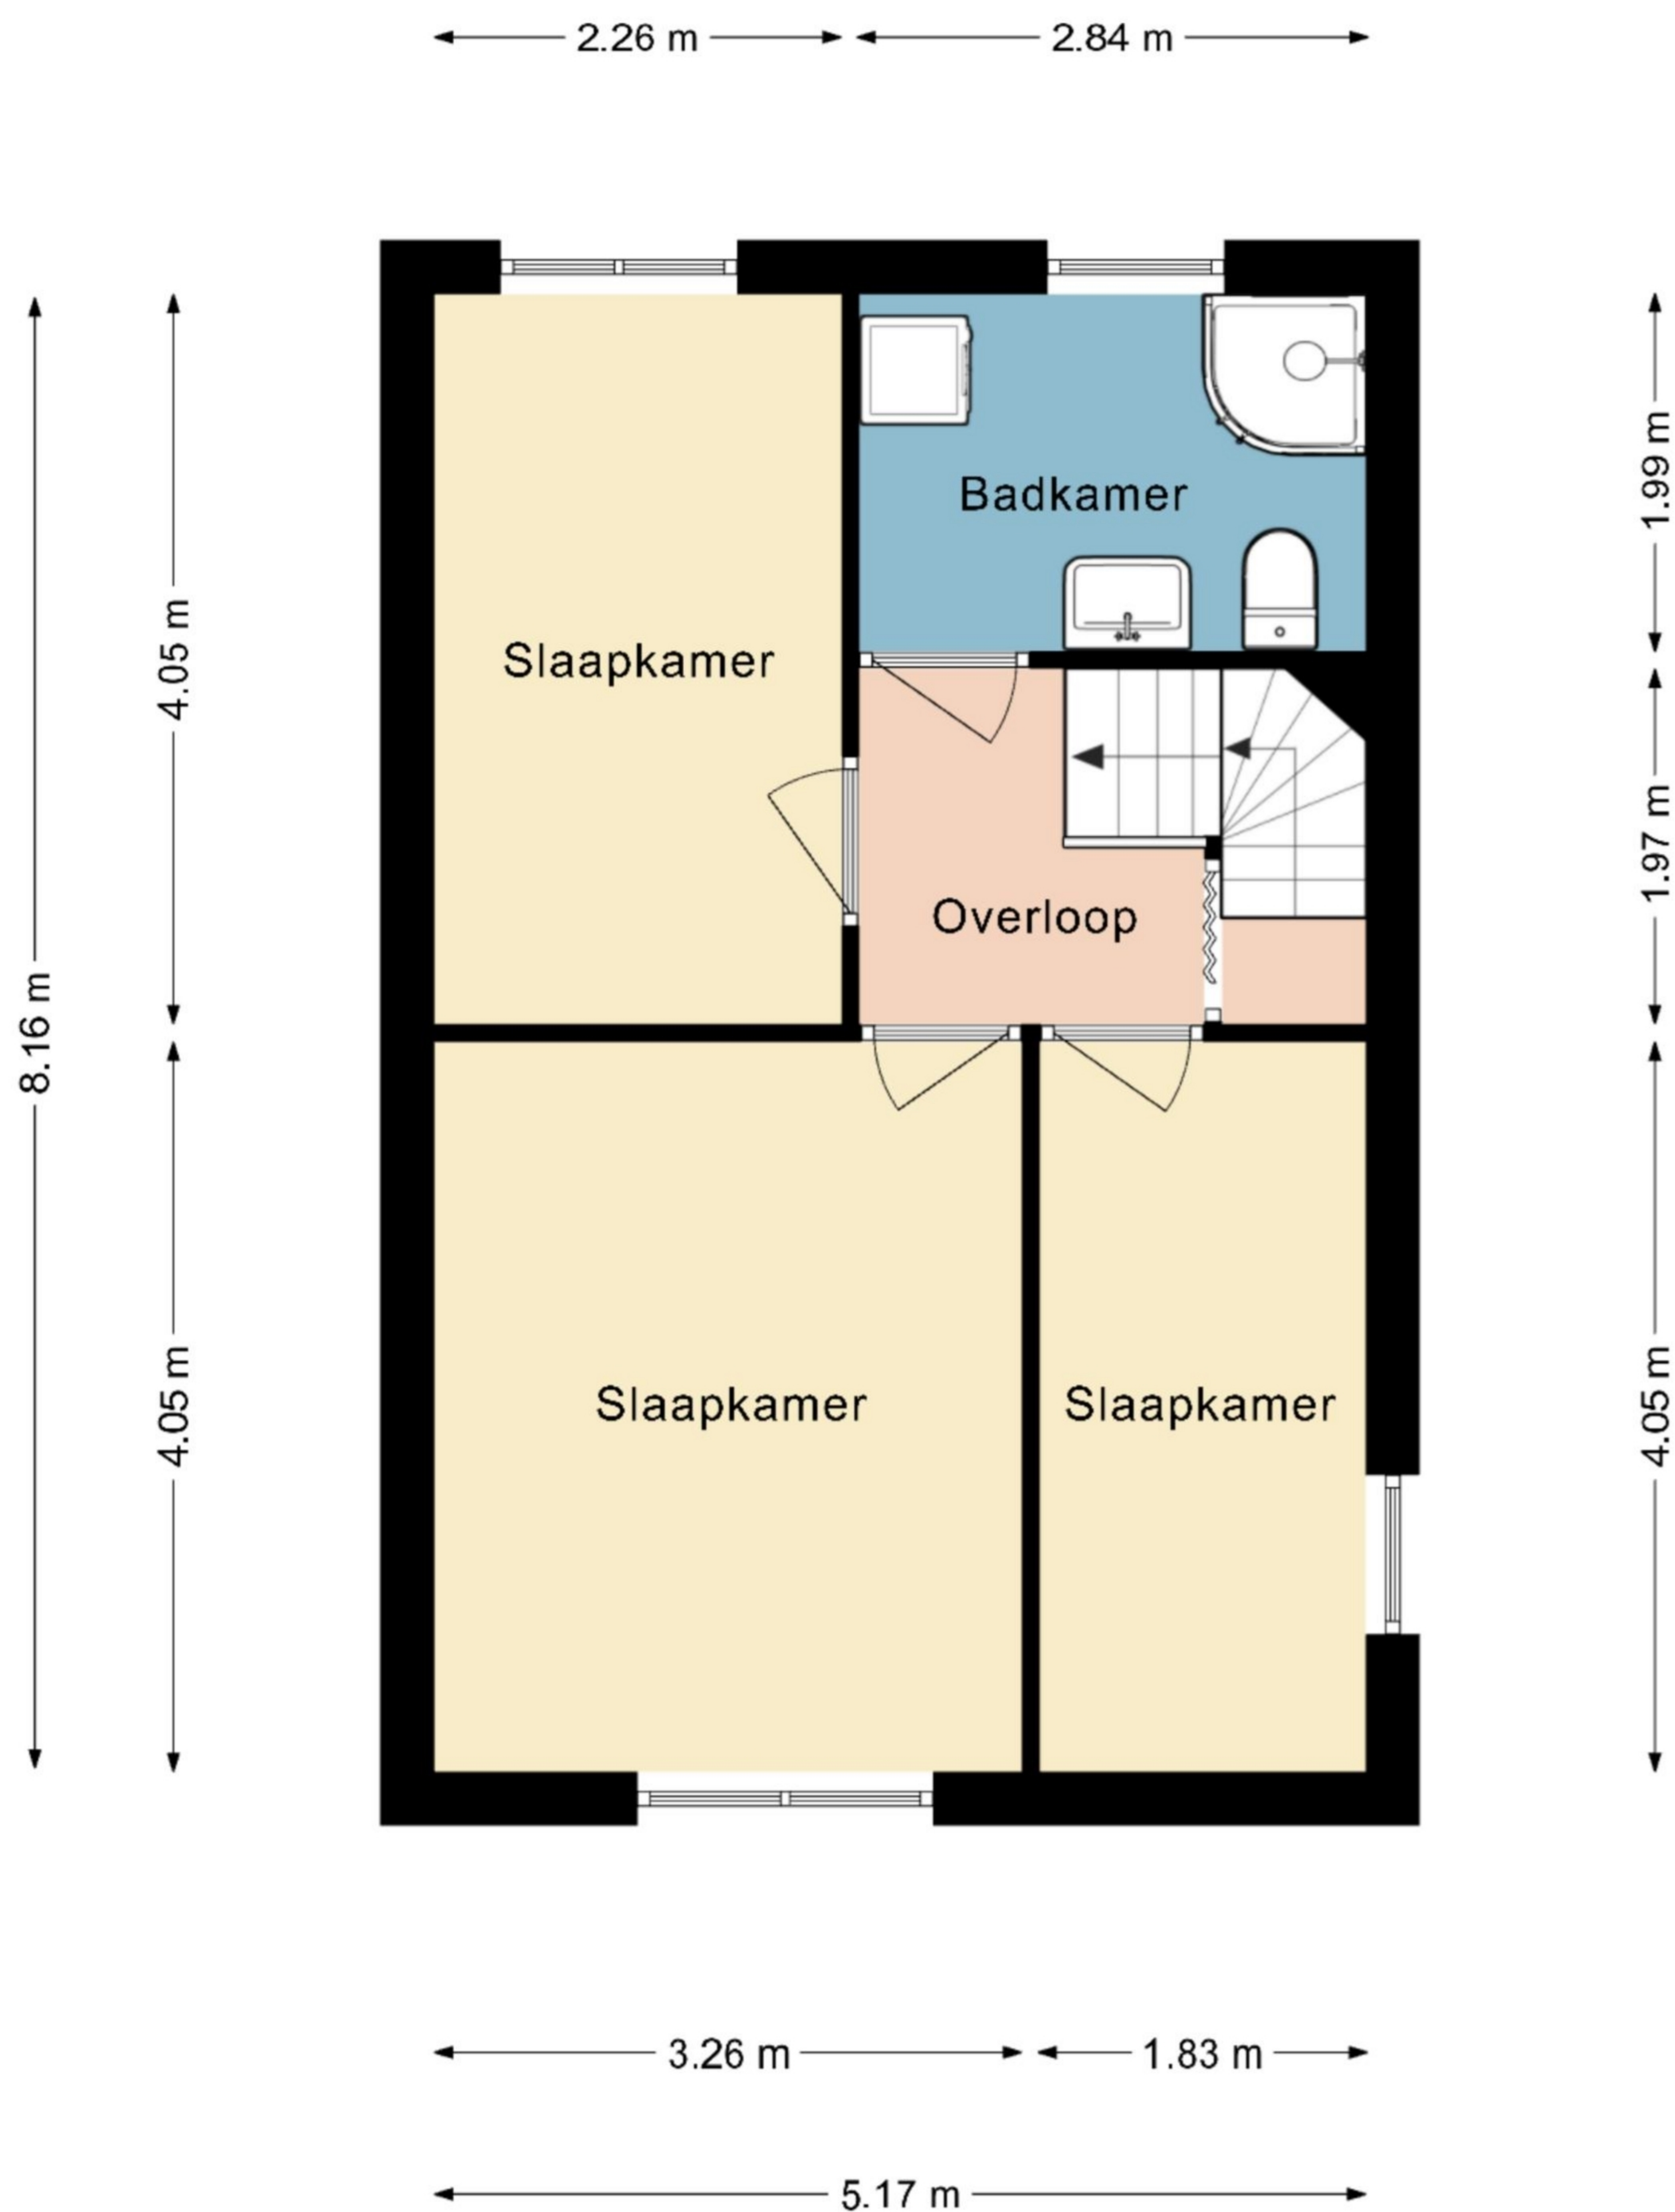 2.26 m
2.84 m
8.16 m
4.05 m
1.99 m
Badkamer
Slaapkamer
1.97 m
Overloop
4.05 m
Slaapkamer
Slaapkamer
4.05 m
3.26 m
1.83 m
5.17 m